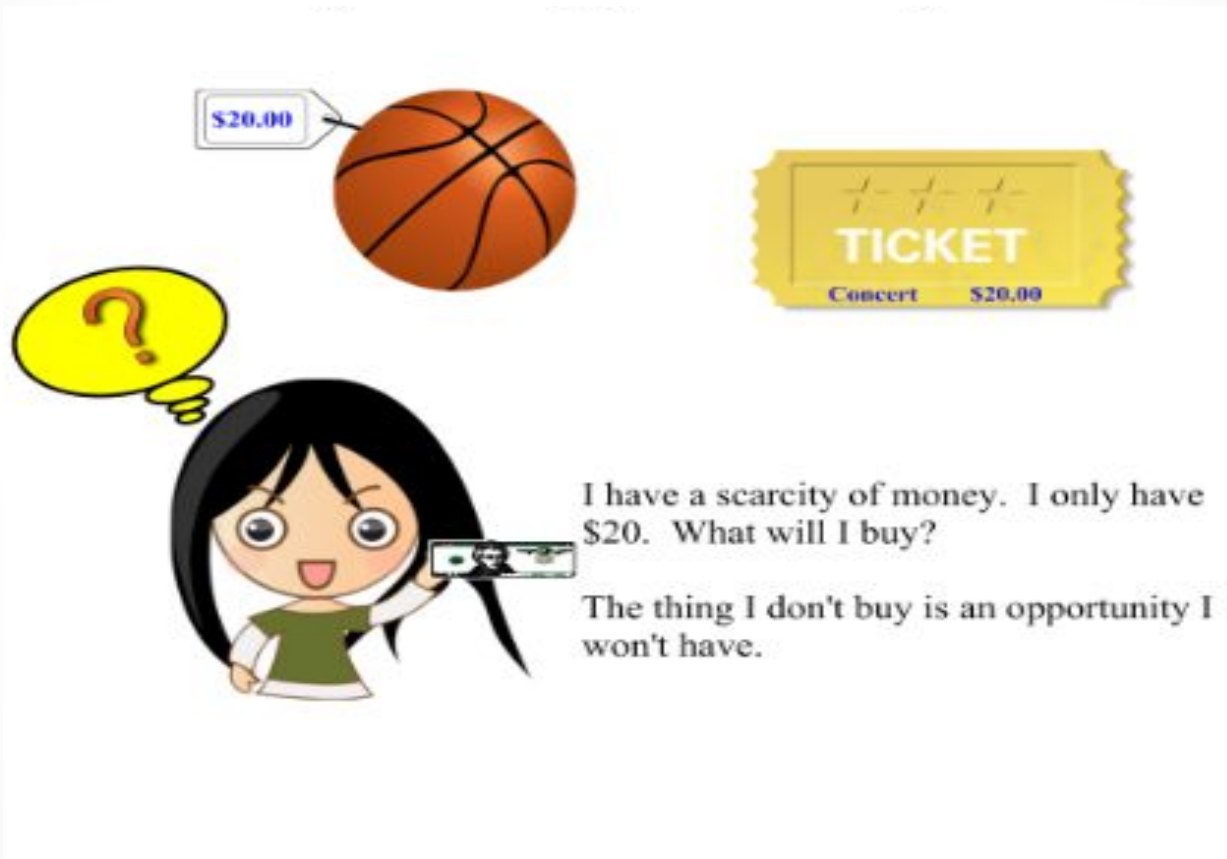 $20.00
TICKET
Concert $20.00
?
I have a scarcity of money. I only have
$20. What will I buy?
The thing I don't buy is an opportunity I
won't have.